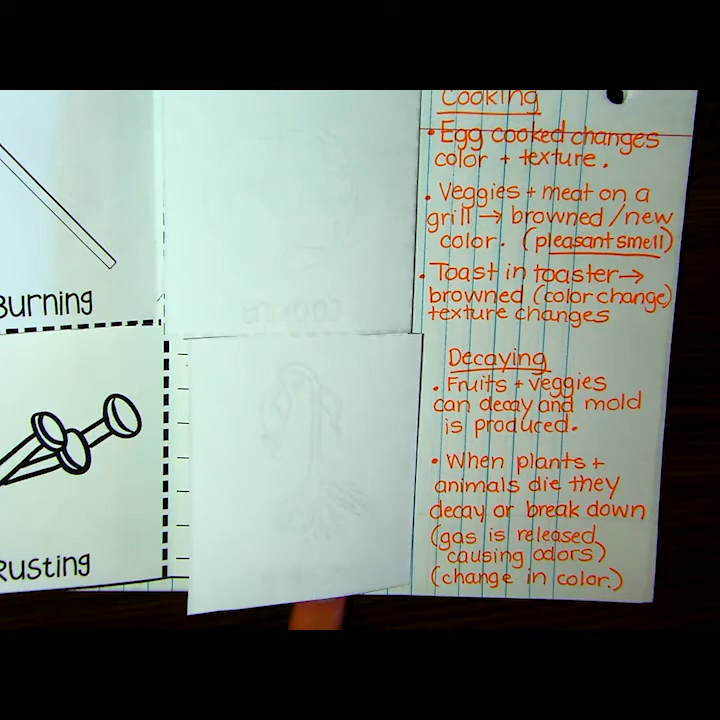 Cooking
• Egg cooked changes
color + texture.
• Veggies + meat on a
grill → browned/new
color. (pleasant smell)
• Toast in toaster →
browned (color change)
texture changes
Decaying
• Fruits + veggies
can decay and mold
is produced.
• When plants +
animals die they
decay or break down
(gas is released
causing odors)
(change in color.)
Burning
Rusting